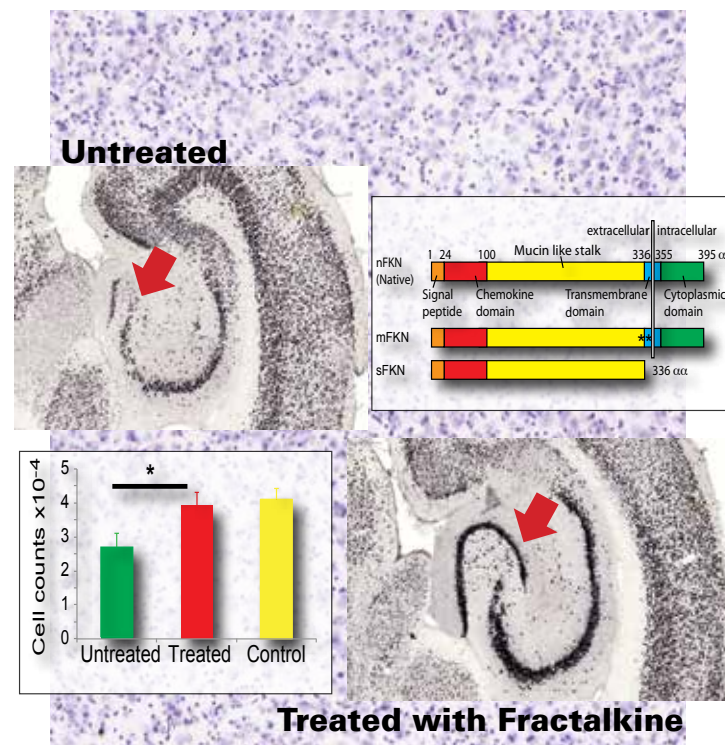 Untreated
extracellular intracellular
1 24 100 Mucin like stalk 336 355 395 α
nFKN
(Native)
Signal peptide
Chemokine domain
Transmembrane domain
Cytoplasmic domain
mFKN **
sFKN 336 αα
Cell counts x10-4
5
4
3
2
1
0
*
Untreated Treated Control
Treated with Fractalkine